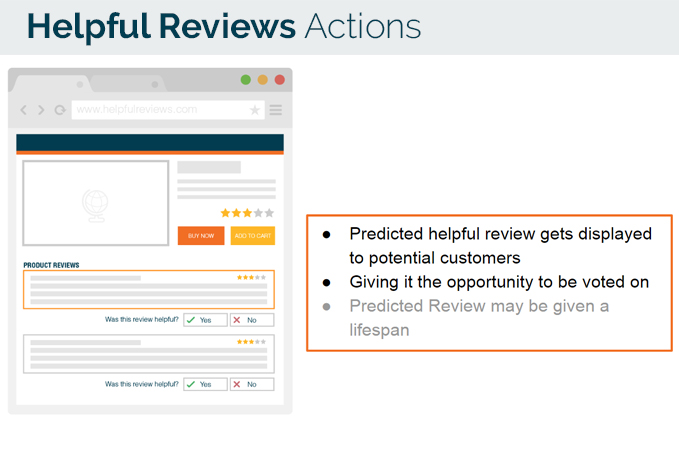 Helpful Reviews Actions
www.helpfulreviews.com
BUY NOW
ADD TO CART
PRODUCT REVIEWS
Was this review helpful? Yes No
Was this review helpful? Yes No
● Predicted helpful review gets displayed
to potential customers
● Giving it the opportunity to be voted on
● Predicted Review may be given a
lifespan